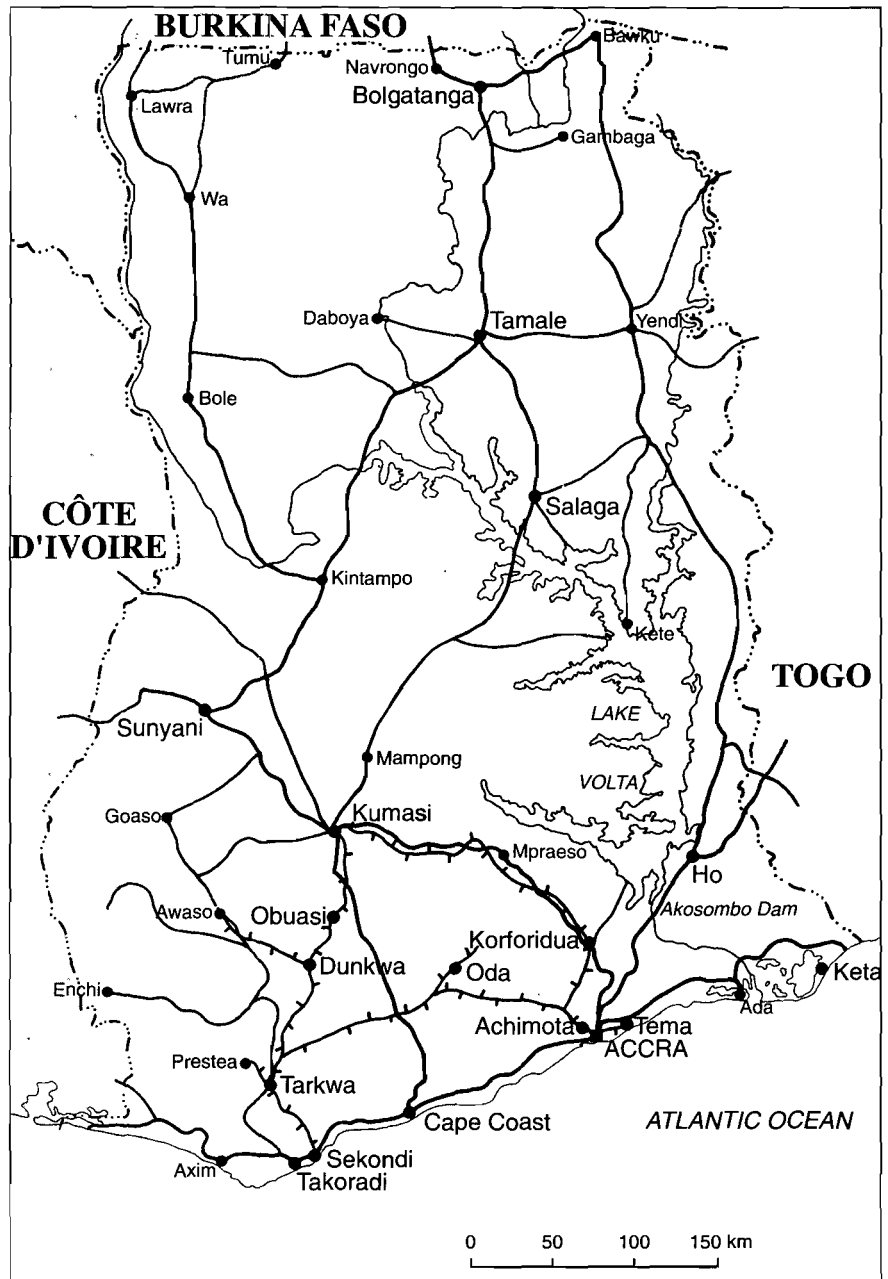 BURKINA FASO
Tumu
Navrongo
Bawku
Bolgatanga
Lawra
Gambaga
Wa
Daboya
Tamale
Yendi
Bole
Salaga
CÔTE
D'IVOIRE
Kintampo
Kete
TOGO
LAKE
VOLTA
Sunyani
Mampong
Goaso
Kumasi
Mpraeso
Ho
Awaso
Obuasi
Akosombo Dam
Korforidua
Dunkwa
Oda
Keta
Enchi
Ada
Achimota
Tema
ACCRA
Prestea
Tarkwa
Cape Coast
ATLANTIC OCEAN
Axim
Sekondi
Takoradi
0 50 100 150 km